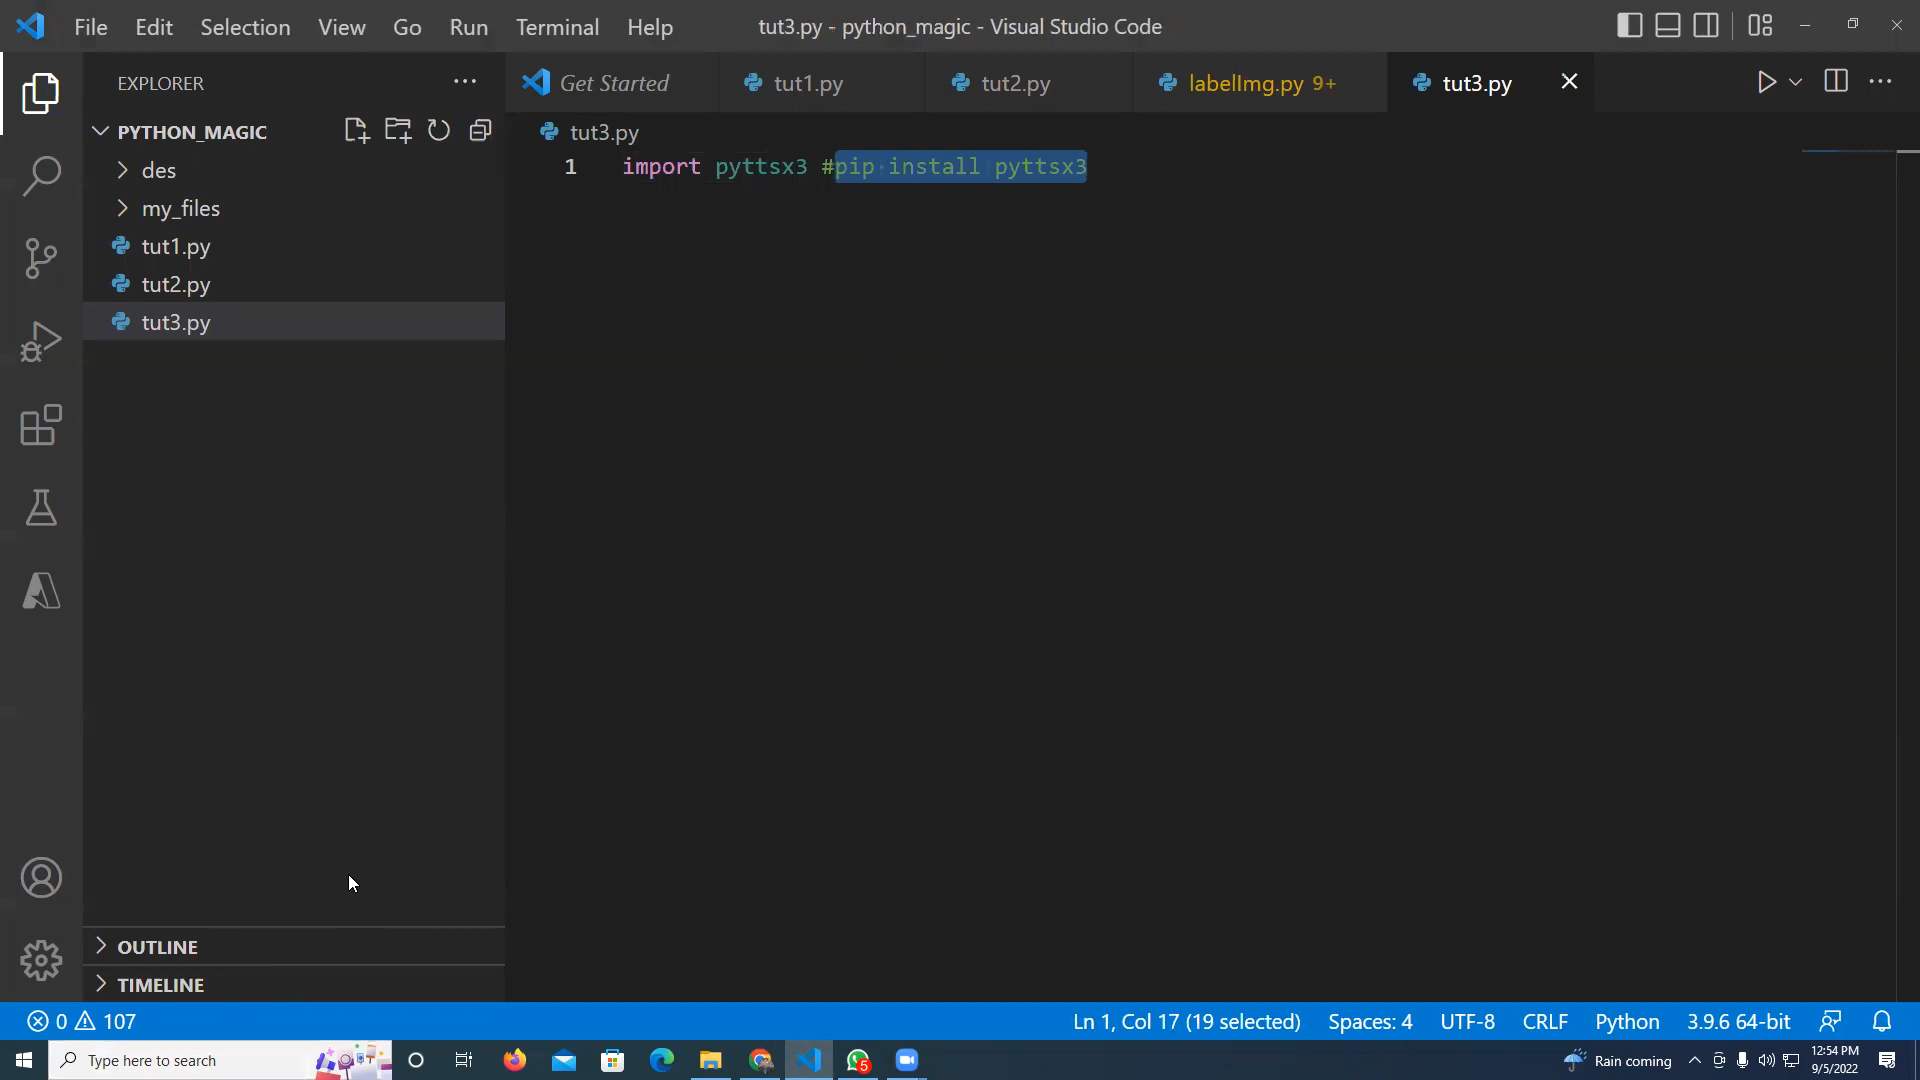 File Edit Selection View Go Run Terminal Help
tut3.py - python_magic - Visual Studio Code
EXPLORER
Get Started
tut1.py
tut2.py
labelImg.py 9+
tut3.py
PYTHON_MAGIC
des
my_files
tut1.py
tut2.py
tut3.py
tut3.py
1 import pyttsx3 #pip install pyttsx3
OUTLINE
TIMELINE
0 107
Ln 1, Col 17 (19 selected) Spaces: 4 UTF-8 CRLF Python 3.9.6 64-bit
Type here to search
5
Rain coming
12:54 PM
9/5/2022